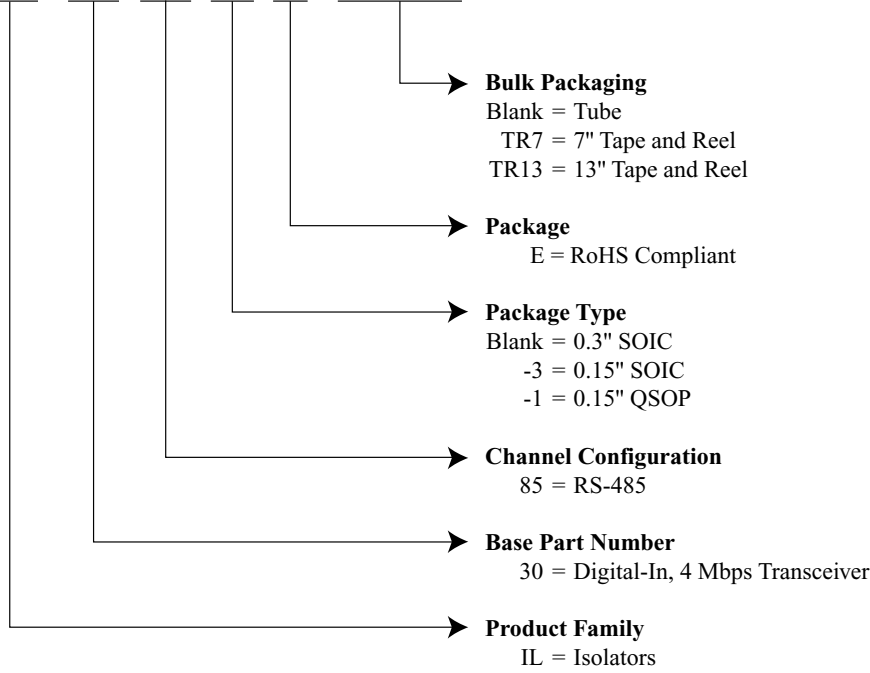 Bulk Packaging
Blank = Tube
TR7 = 7" Tape and Reel
TR13 = 13" Tape and Reel
Package
E = RoHS Compliant
Package Type
Blank = 0.3" SOIC
-3 = 0.15" SOIC
-1 = 0.15" QSOP
Channel Configuration
85 = RS-485
Base Part Number
30 = Digital-In, 4 Mbps Transceiver
Product Family
IL = Isolators